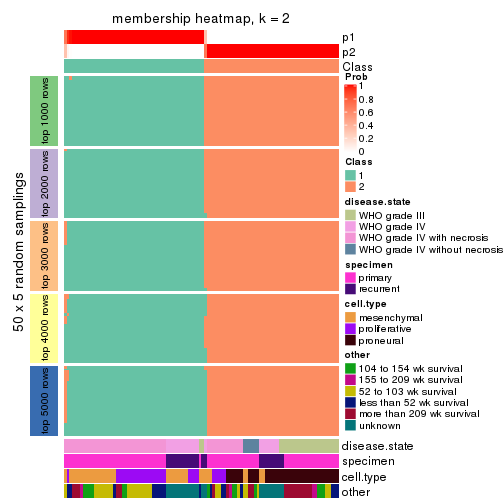 membership heatmap, k = 2
p1
p2
Class
Prob
1
0.8
0.6
0.4
0.2
0
Class
1
2
disease.state
WHO grade III
WHO grade IV
WHO grade IV with necrosis
WHO grade IV without necrosis
specimen
primary
recurrent
cell.type
mesenchymal
proliferative
proneural
other
104 to 154 wk survival
155 to 209 wk survival
52 to 103 wk survival
less than 52 wk survival
more than 209 wk survival
unknown
50 x 5 random samplings
top 1000 rows
top 2000 rows
top 3000 rows
top 4000 rows
top 5000 rows
disease.state
specimen
cell.type
other